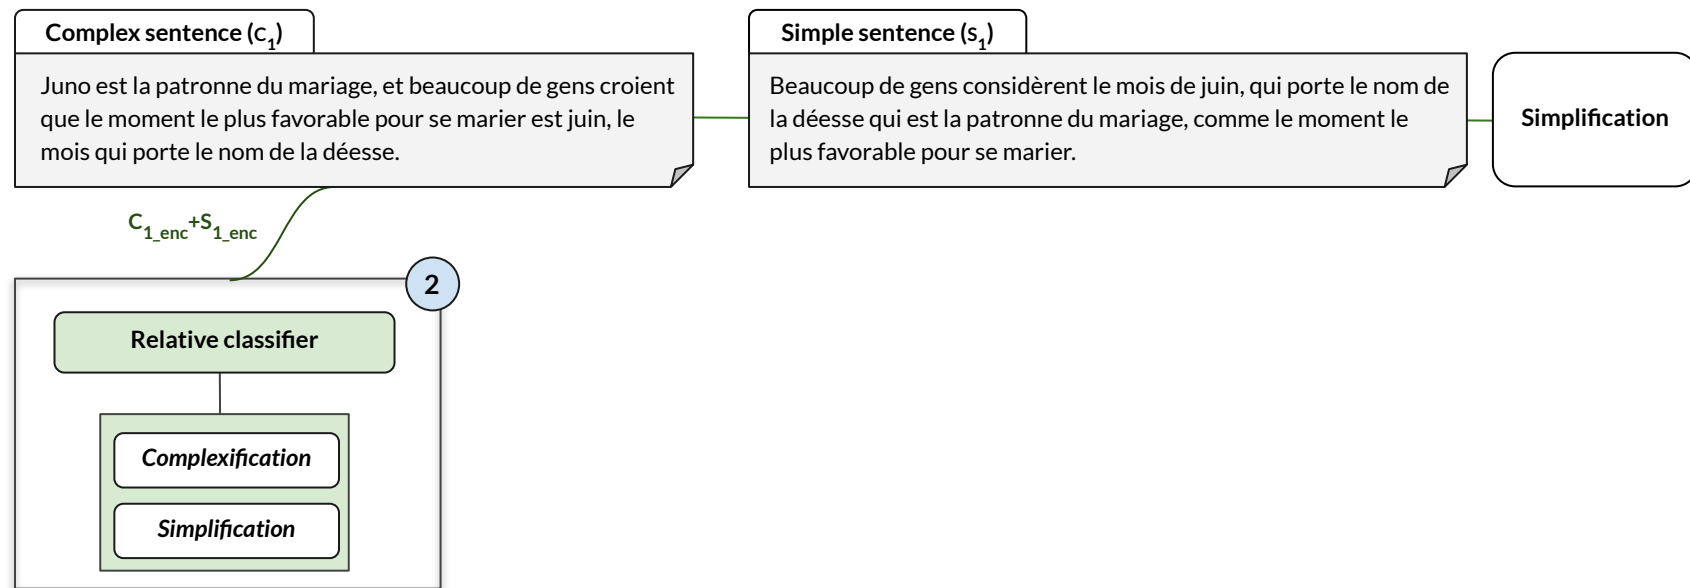 Complex sentence (C1)
Juno est la patronne du mariage, et beaucoup de gens croient
que le moment le plus favorable pour se marier est juin, le
mois qui porte le nom de la déesse.
Simple sentence (s1)
Beaucoup de gens considèrent le mois de juin, qui porte le nom de
la déesse qui est la patronne du mariage, comme le moment le
plus favorable pour se marier.
Simplification
C1_enc+S1_enc
2
Relative classifier
Complexification
Simplification